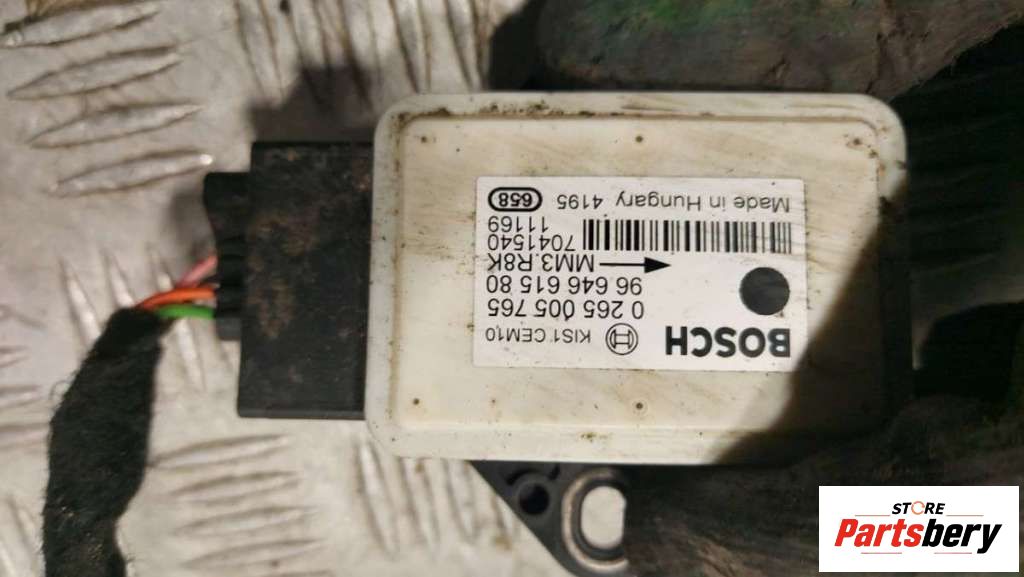 BOSCH KIS1 CEM1.0
0 265 005 765
96 646 615 80
MM3.R8K
7041540
11169
Made in Hungary 4195 658
STORE
Partsbery